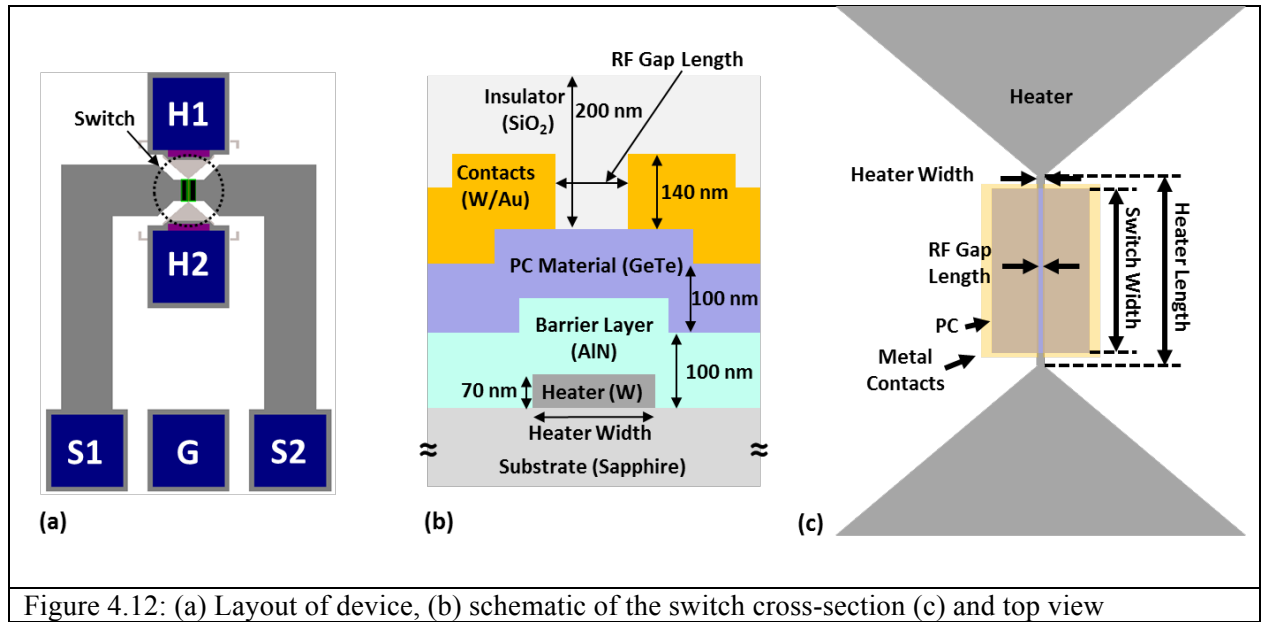 Switch
H1
H2
S1
G
S2
(a)
RF Gap
Length
Insulator
(SiO₂)
200 nm
Contacts
(W/Au)
140 nm
PC Material (GeTe)
100 nm
Barrier Layer
(AlN)
100 nm
70 nm
Heater (W)
Heater Width
≈
≈
Substrate (Sapphire)
(b)
Heater
Heater Width
RF Gap
Length
PC
Metal
Contacts
Switch Width
Heater Length
(c)
Figure 4.12: (a) Layout of device, (b) schematic of the switch cross-section (c) and top view